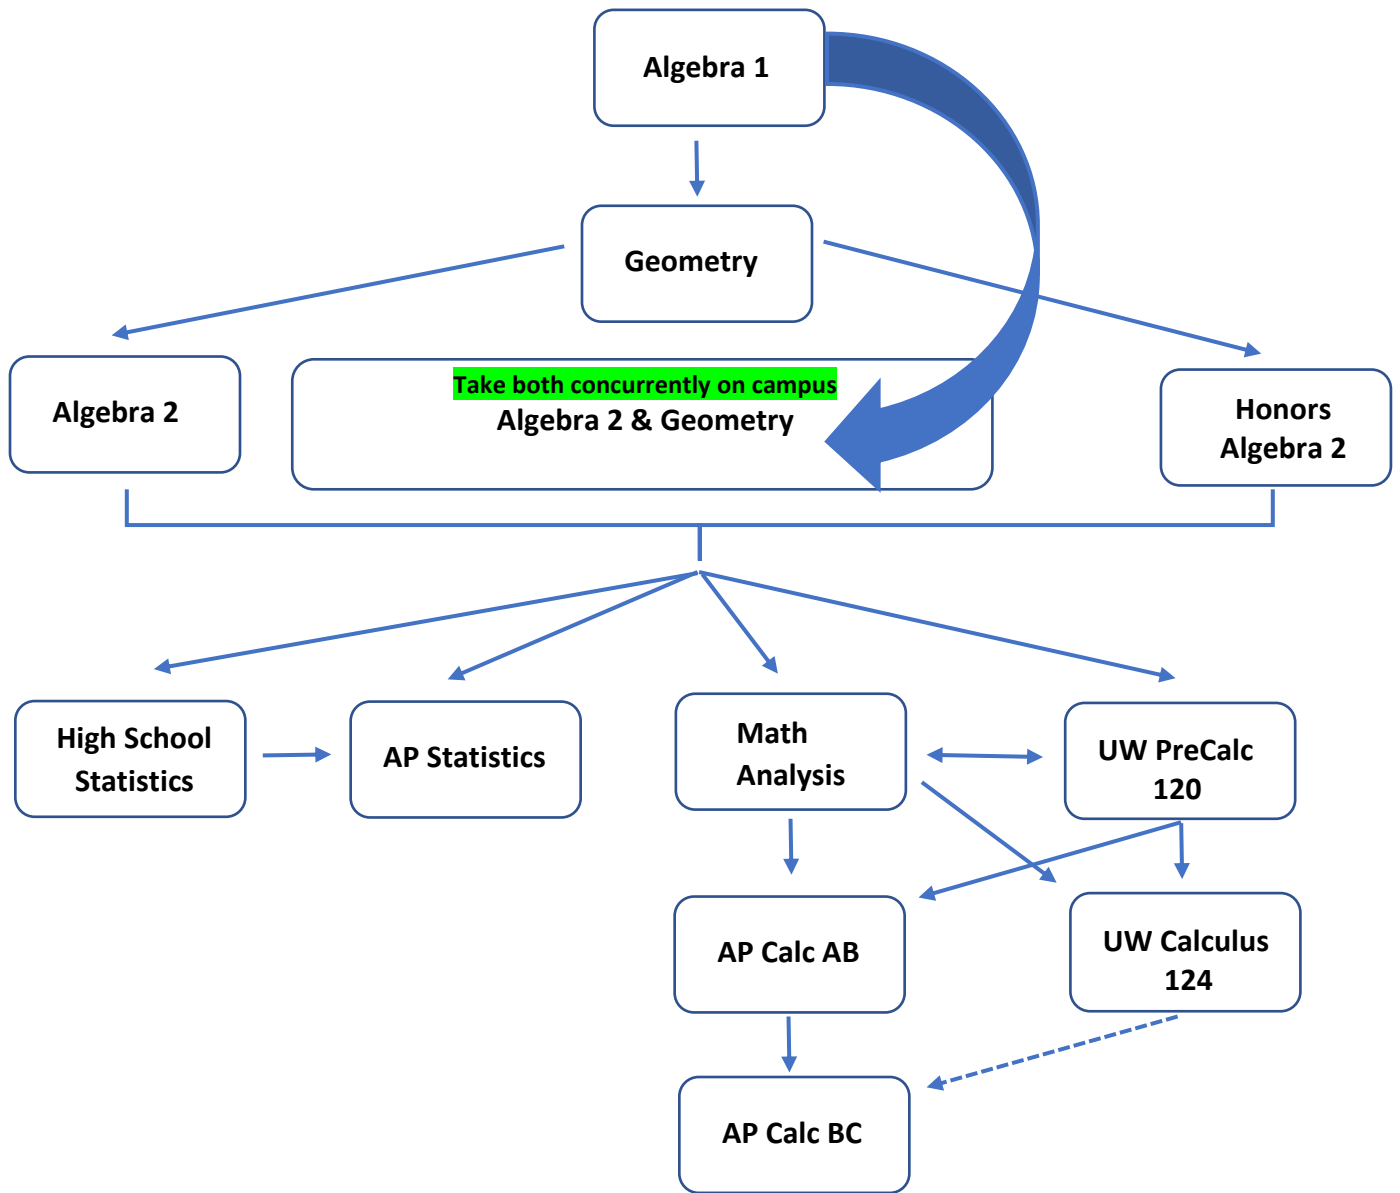 Algebra 1
Geometry
Algebra 2
Take both concurrently on campus
Algebra 2 & Geometry
Honors
Algebra 2
High School
Statistics
AP Statistics
Math
Analysis
UW PreCalc
120
AP Calc AB
UW Calculus
124
AP Calc BC